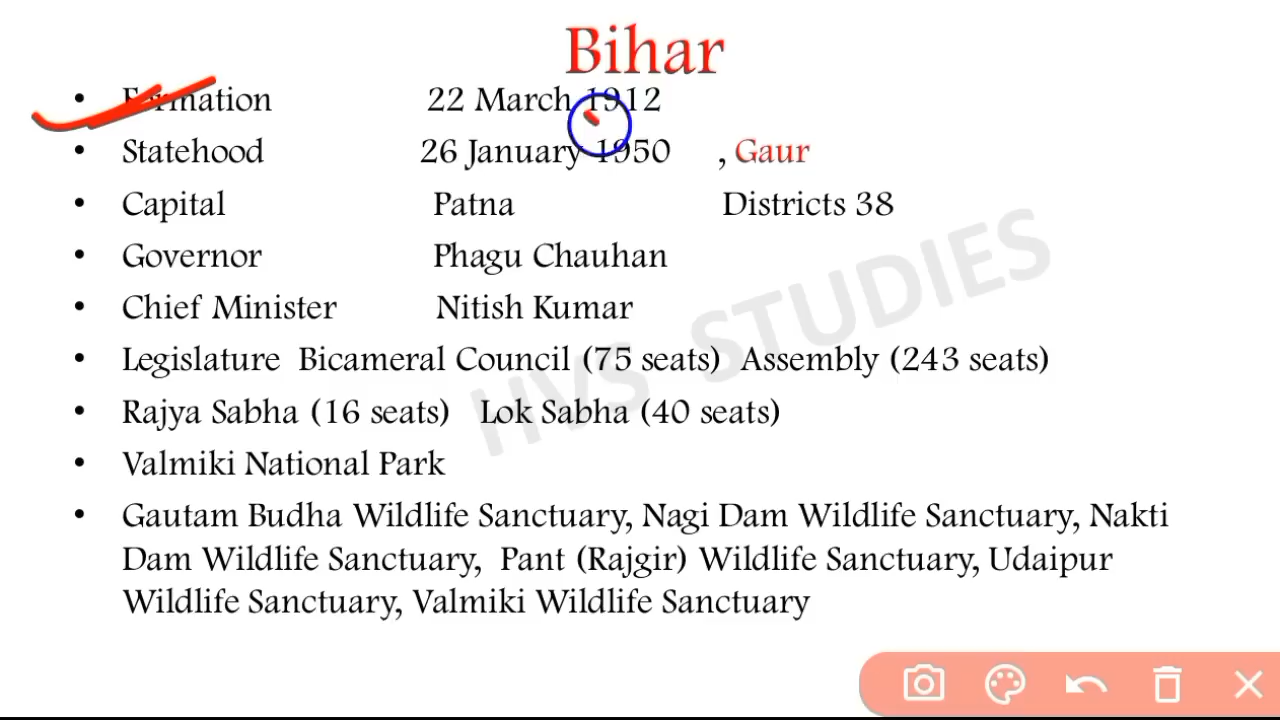 Bihar
• Formation 22 March 1912
• Statehood 26 January 1950 , Gaur
• Capital Patna Districts 38
• Governor Phagu Chauhan
• Chief Minister Nitish Kumar
• Legislature Bicameral Council (75 seats) Assembly (243 seats)
• Rajya Sabha (16 seats) Lok Sabha (40 seats)
• Valmiki National Park
• Gautam Budha Wildlife Sanctuary, Nagi Dam Wildlife Sanctuary, Nakti
Dam Wildlife Sanctuary, Pant (Rajgir) Wildlife Sanctuary, Udaipur
Wildlife Sanctuary, Valmiki Wildlife Sanctuary
HVS STUDIES